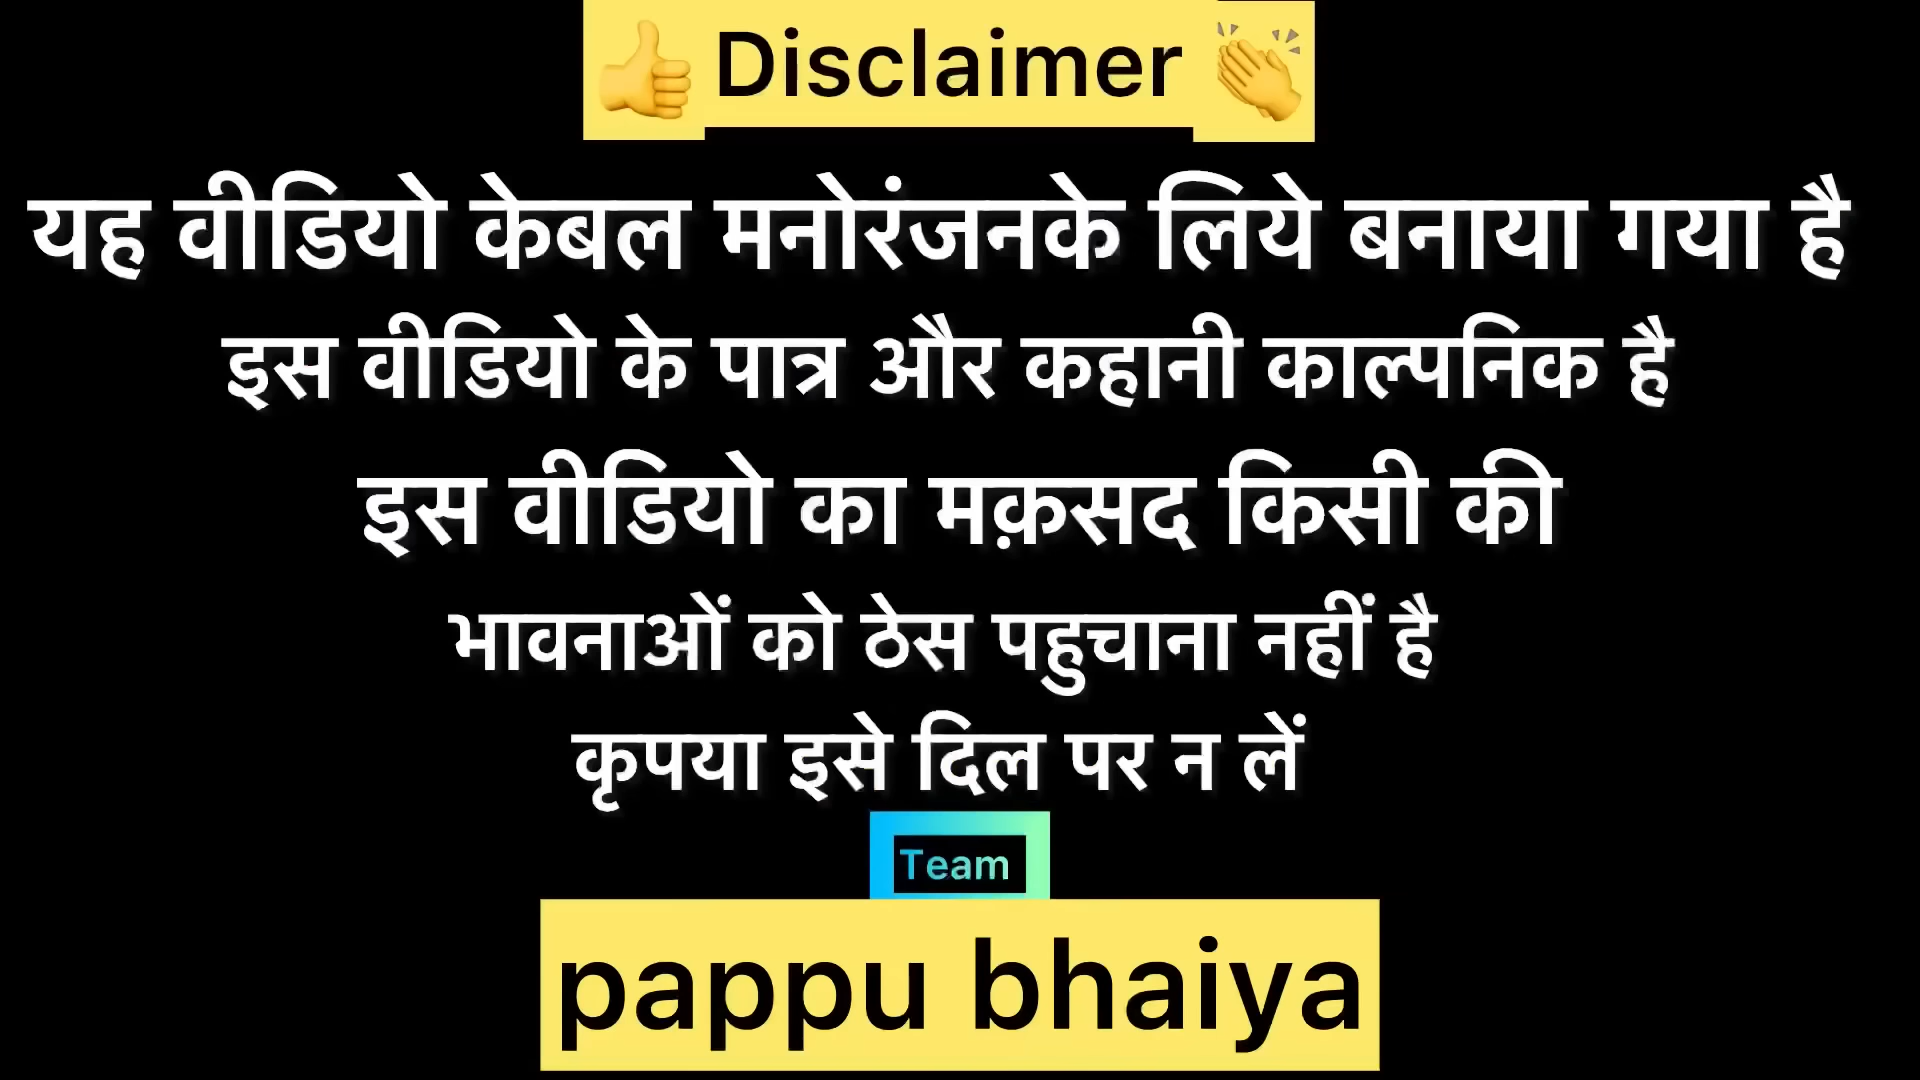 👍 Disclaimer 👏
यह वीडियो केबल मनोरंजनके लिये बनाया गया है
इस वीडियो के पात्र और कहानी काल्पनिक है
इस वीडियो का मक़सद किसी की
भावनाओं को ठेस पहुचाना नहीं है
कृपया इसे दिल पर न लें
Team
pappu bhaiya